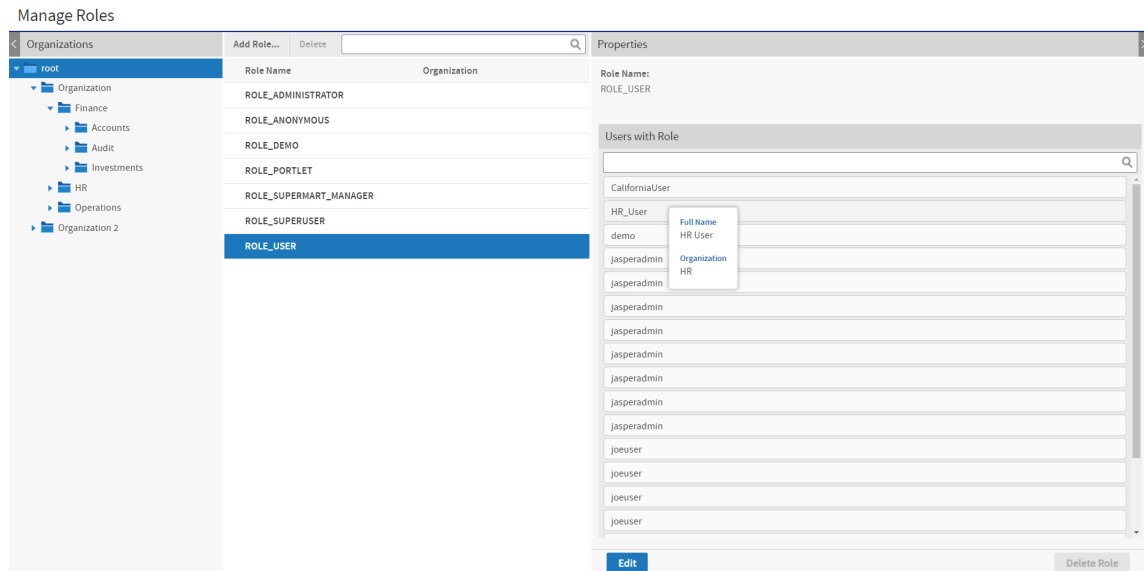 Manage Roles
Organizations
root
Organization
Finance
Accounts
Audit
Investments
HR
Operations
Organization 2
Add Role... Delete
Role Name Organization
ROLE_ADMINISTRATOR
ROLE_ANONYMOUS
ROLE_DEMO
ROLE_PORTLET
ROLE_SUPERMART_MANAGER
ROLE_SUPERUSER
ROLE_USER
Properties
Role Name:
ROLE_USER
Users with Role
CaliforniaUser
HR_User
demo
jasperadmin
jasperadmin
jasperadmin
jasperadmin
jasperadmin
jasperadmin
jasperadmin
jasperadmin
joeuser
joeuser
joeuser
joeuser
Full Name
HR User
Organization
HR
Edit Delete Role